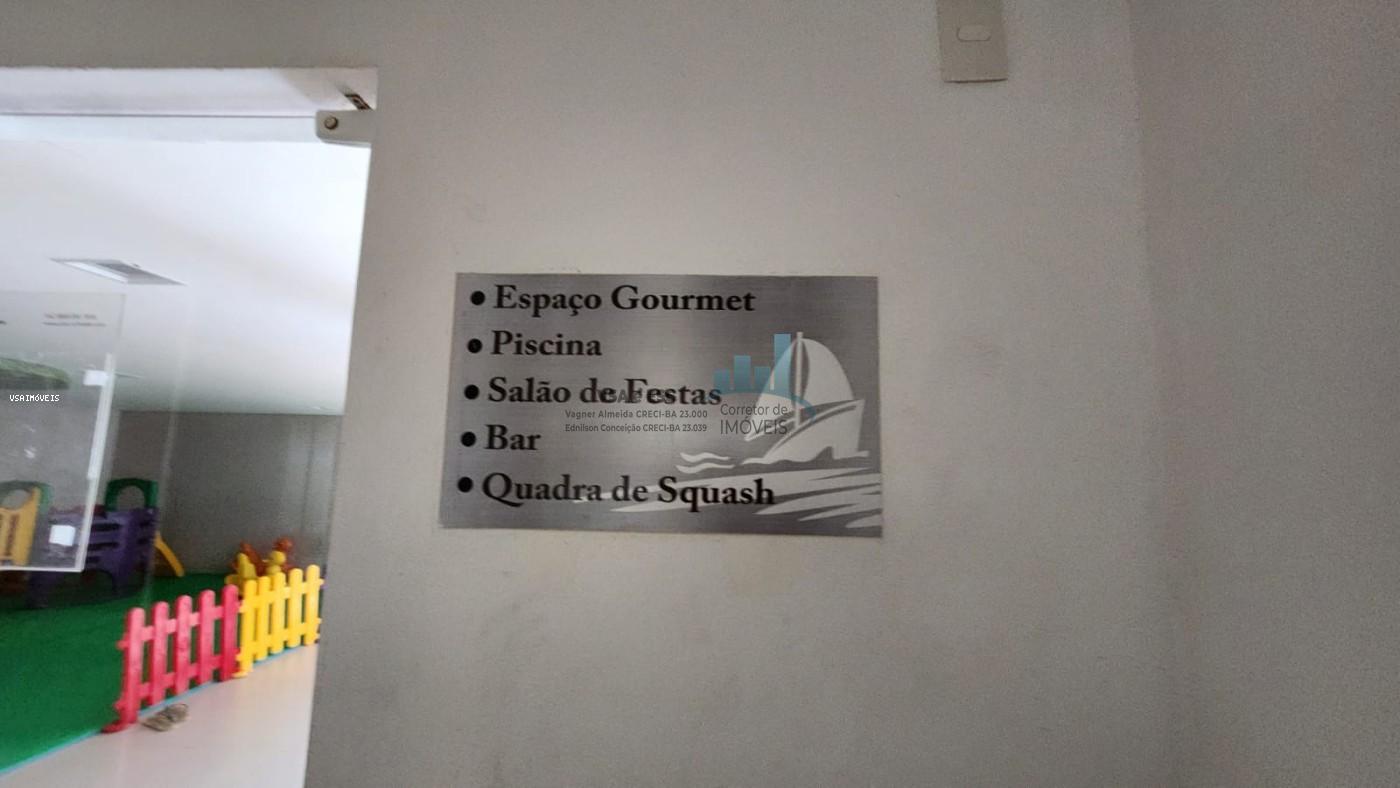 • Espaço Gourmet
• Piscina
• Salão de Festas
• Bar
• Quadra de Squash
Vagner Almeida CRECI-BA 23.000
Ednilson Conceição CRECI-BA 23.039
Corretor de
IMÓVEIS
VSAIMÓVEIS